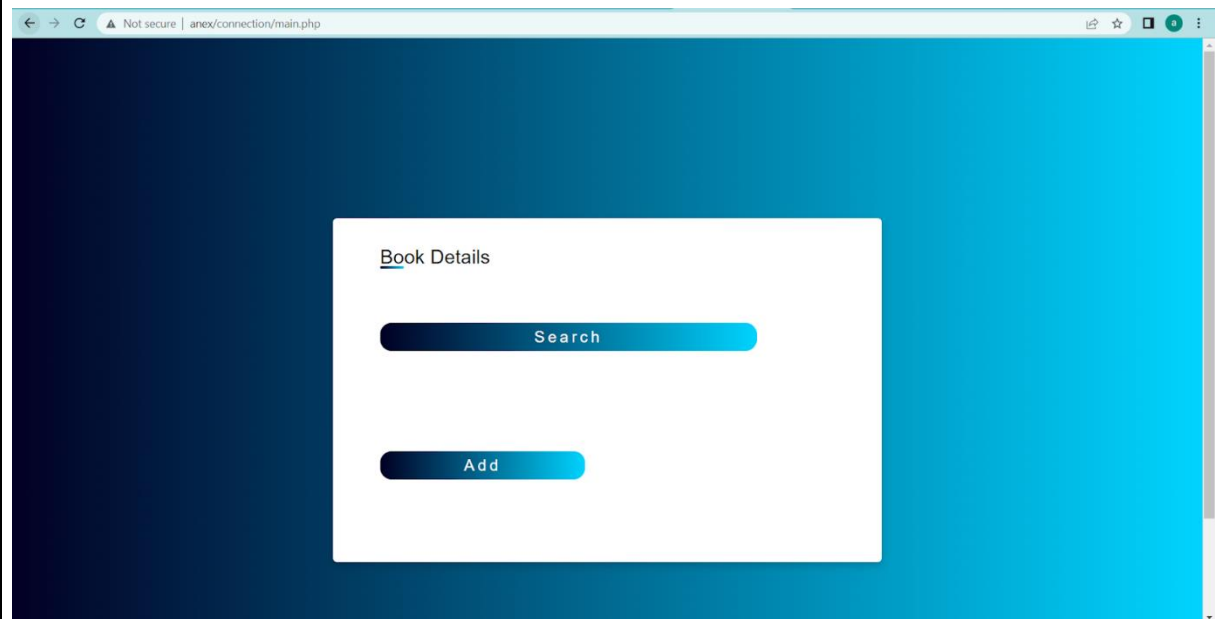 Not secure | anex/connection/main.php
a
Book Details
Search
Add